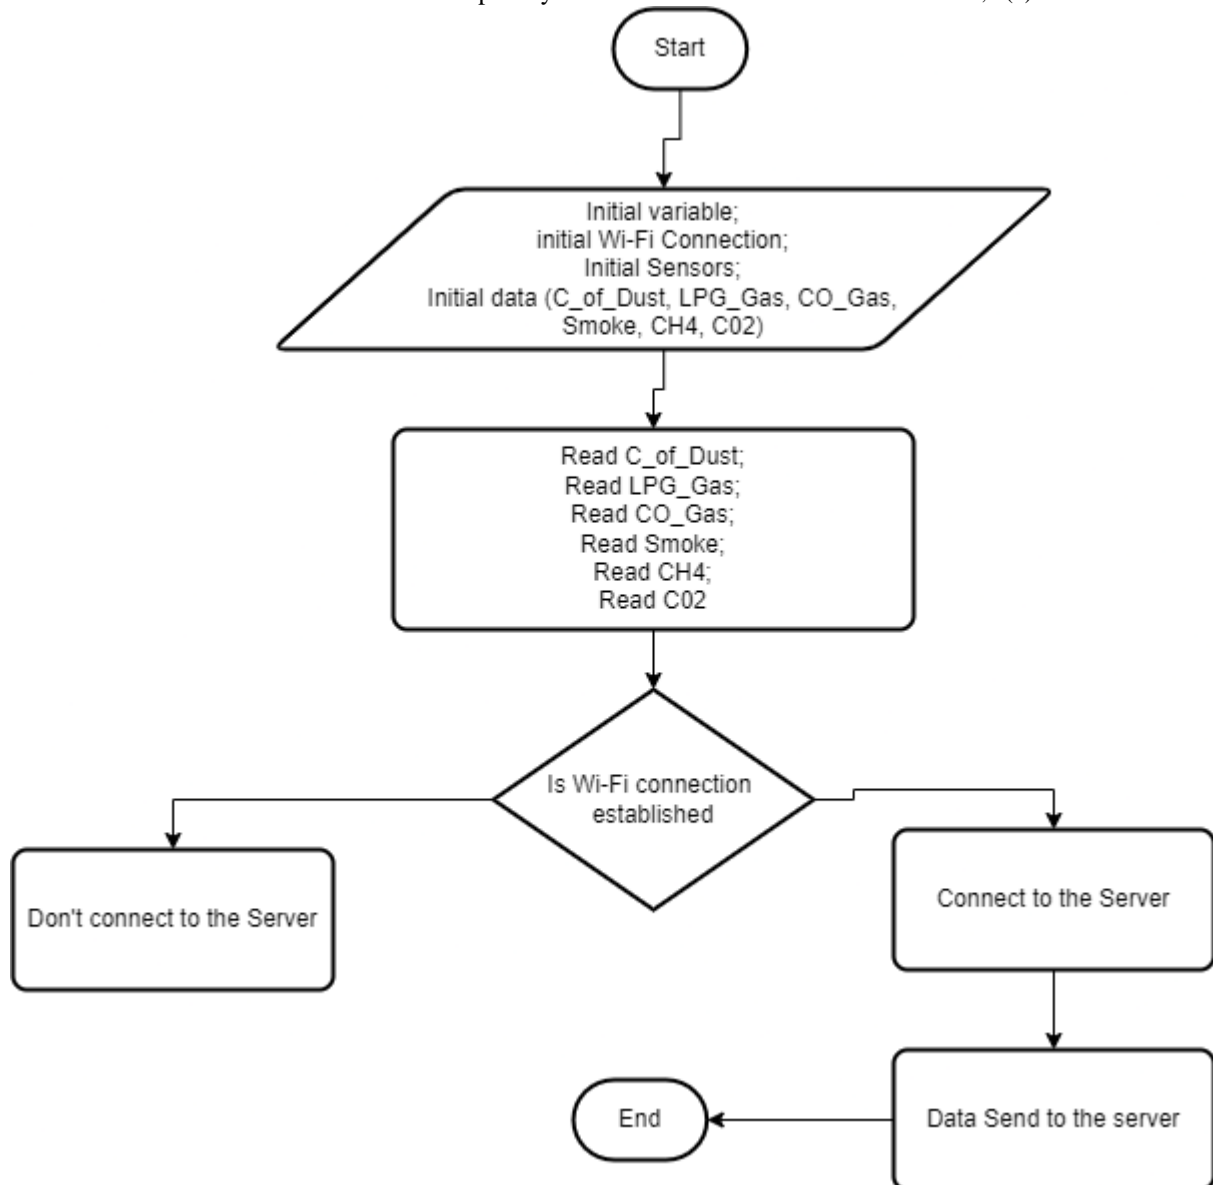 Start
Initial variable;
initial Wi-Fi Connection;
Initial Sensors;
Initial data (C_of_Dust, LPG_Gas, CO_Gas,
Smoke, CH4, C02)
Read C_of_Dust;
Read LPG_Gas;
Read CO_Gas;
Read Smoke;
Read CH4;
Read C02
Is Wi-Fi connection
established
Don't connect to the Server
Connect to the Server
Data Send to the server
End